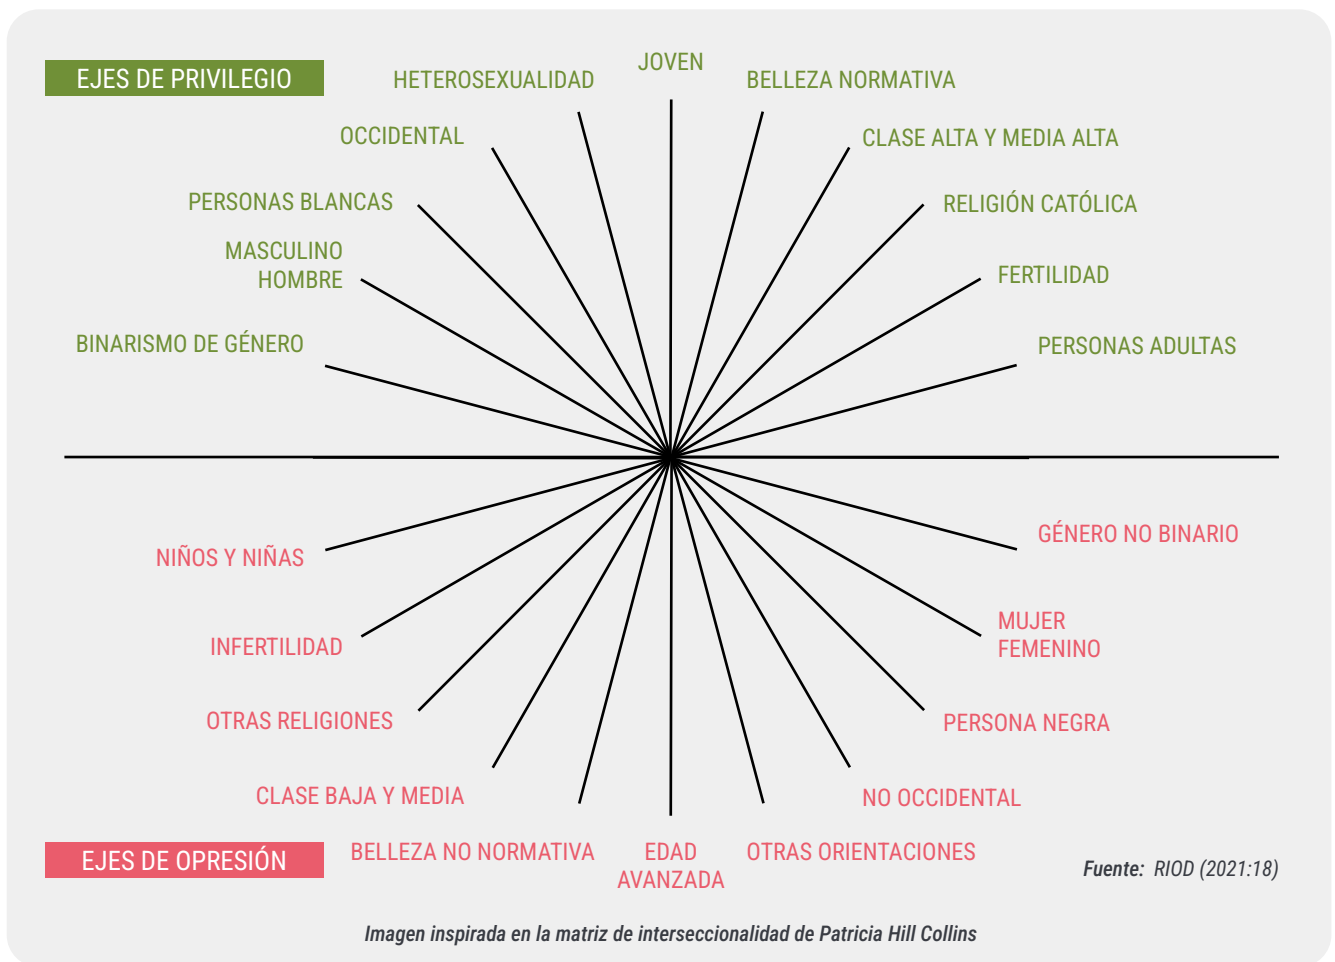 EJES DE PRIVILEGIO
JOVEN
HETEROSEXUALIDAD
BELLEZA NORMATIVA
OCCIDENTAL
CLASE ALTA Y MEDIA ALTA
PERSONAS BLANCAS
RELIGIÓN CATÓLICA
MASCULINO
HOMBRE
FERTILIDAD
BINARISMO DE GÉNERO
PERSONAS ADULTAS
NIÑOS Y NIÑAS
GÉNERO NO BINARIO
INFERTILIDAD
MUJER
FEMENINO
OTRAS RELIGIONES
PERSONA NEGRA
CLASE BAJA Y MEDIA
NO OCCIDENTAL
EJES DE OPRESIÓN
BELLEZA NO NORMATIVA
EDAD
AVANZADA
OTRAS ORIENTACIONES
Fuente: RIOD (2021:18)
Imagen inspirada en la matriz de interseccionalidad de Patricia Hill Collins